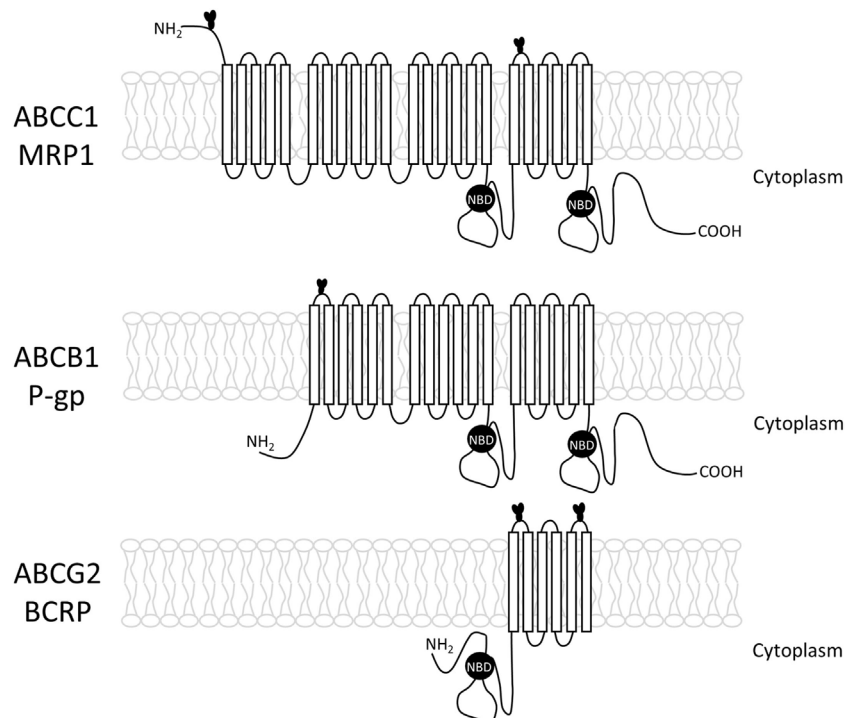 NH2
ABCC1
MRP1
Cytoplasm
NBD
NBD
COOH
ABCB1
P-gp
Cytoplasm
NH2
NBD
NBD
COOH
ABCG2
BCRP
Cytoplasm
NH2
NBD